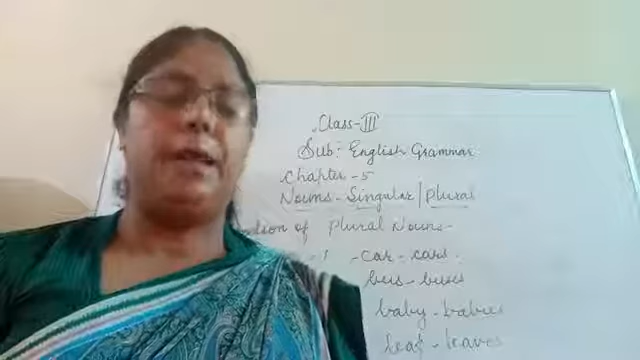 Class-III
Sub: English Grammar
Chapter - 5
Nouns - Singular/Plural
of Plural Nouns-
- car - cars.
bus - buses
baby - babies
leaf - leaves